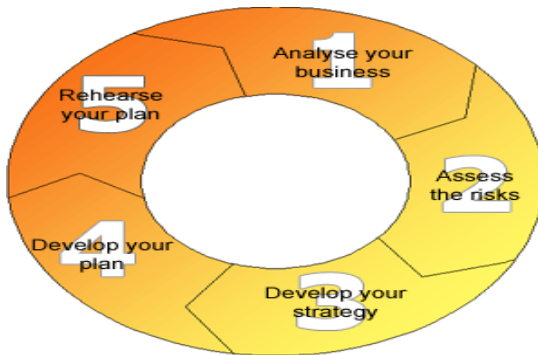 1
Analyse your
business
2
Assess
the risks
3
Develop your
strategy
4
Develop your
plan
5
Rehearse
your plan